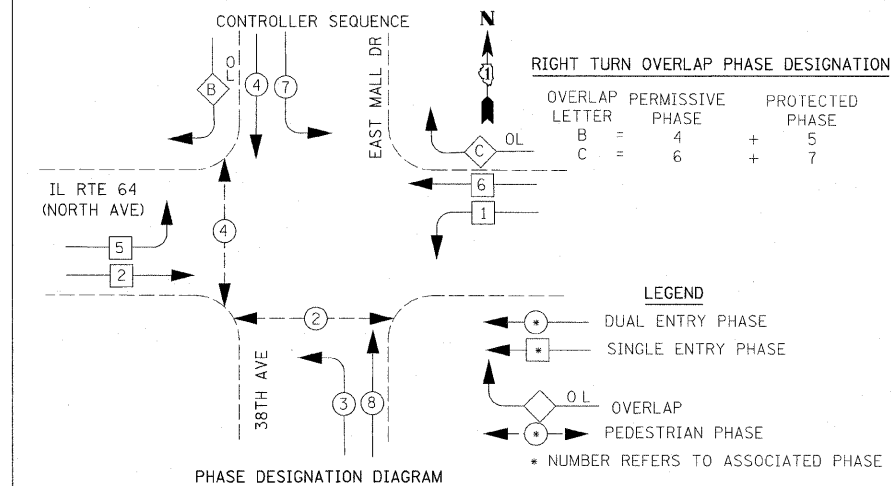 CONTROLLER SEQUENCE
N
1
B
OL
4
7
EAST MALL DR
RIGHT TURN OVERLAP PHASE DESIGNATION
OVERLAP LETTER PERMISSIVE PHASE PROTECTED PHASE
B = 4 + 5
C = 6 + 7
C
OL
6
1
IL RTE 64
(NORTH AVE)
4
5
2
2
38TH AVE
3
8
LEGEND
* DUAL ENTRY PHASE
* SINGLE ENTRY PHASE
OL OVERLAP
* PEDESTRIAN PHASE
* NUMBER REFERS TO ASSOCIATED PHASE
PHASE DESIGNATION DIAGRAM